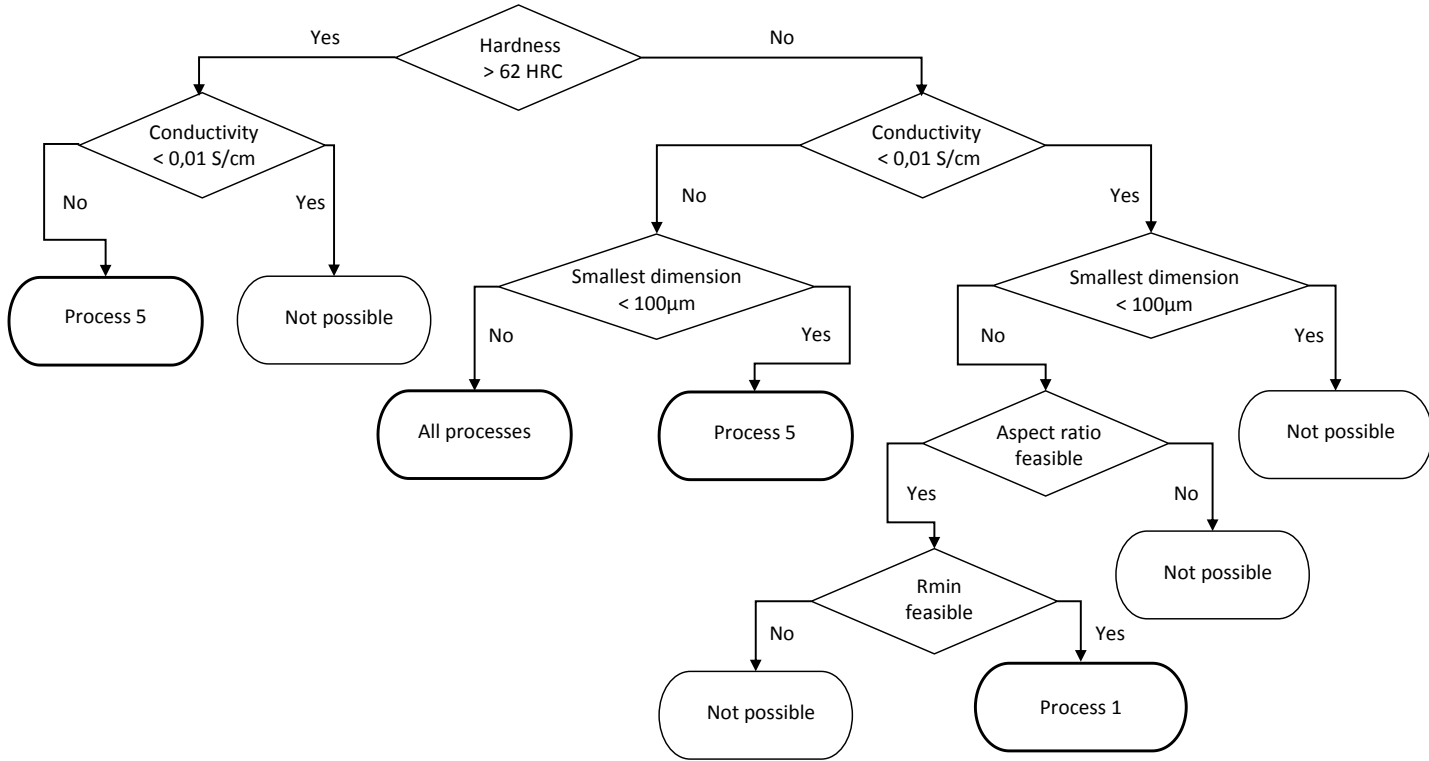 Yes
Hardness
> 62 HRC
No
Conductivity
< 0,01 S/cm
Conductivity
< 0,01 S/cm
No
Yes
No
Yes
Smallest dimension
< 100µm
Smallest dimension
< 100µm
Process 5
Not possible
No
Yes
No
Yes
All processes
Process 5
Aspect ratio
feasible
Not possible
Yes
No
Not possible
Rmin
feasible
No
Yes
Not possible
Process 1